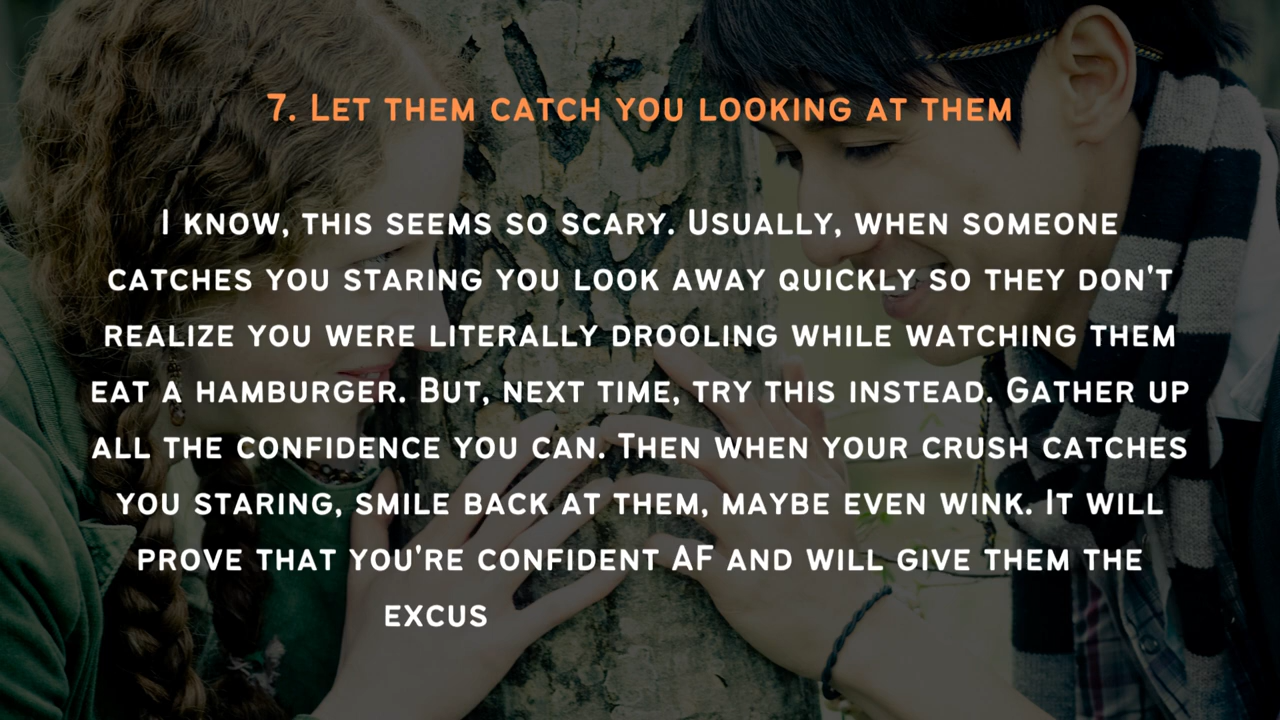 7. Let them catch you looking at them
I know, this seems so scary. Usually, when someone
catches you staring you look away quickly so they don't
realize you were literally drooling while watching them
eat a hamburger. But, next time, try this instead. Gather up
all the confidence you can. Then when your crush catches
you staring, smile back at them, maybe even wink. It will
prove that you're confident AF and will give them the
excus